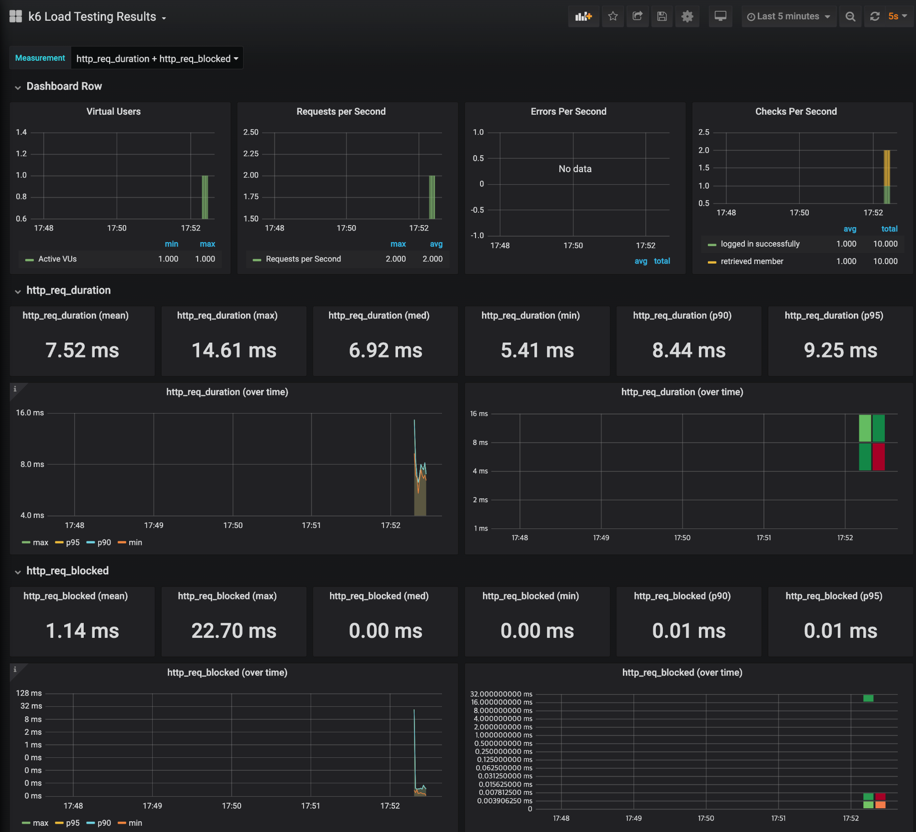 k6 Load Testing Results
Last 5 minutes
5s
Measurement http_req_duration + http_req_blocked
Dashboard Row
Virtual Users
1.4
1.2
1.0
0.8
0.6
17:48 17:50 17:52
min max
Active VUs 1.000 1.000
Requests per Second
2.50
2.25
2.00
1.75
1.50
17:48 17:50 17:52
max avg
Requests per Second 2.000 2.000
Errors Per Second
1.0
0.5
0
-0.5
-1.0
No data
17:48 17:50 17:52
avg total
Checks Per Second
2.5
2.0
1.5
1.0
0.5
17:48 17:50 17:52
avg total
logged in successfully 1.000 10.000
retrieved member 1.000 10.000
http_req_duration
http_req_duration (mean)
7.52 ms
http_req_duration (max)
14.61 ms
http_req_duration (med)
6.92 ms
http_req_duration (min)
5.41 ms
http_req_duration (p90)
8.44 ms
http_req_duration (p95)
9.25 ms
i
http_req_duration (over time)
16.0 ms
8.0 ms
4.0 ms
17:48 17:49 17:50 17:51 17:52
max p95 p90 min
http_req_duration (over time)
16 ms
8 ms
4 ms
2 ms
1 ms
17:48 17:49 17:50 17:51 17:52
http_req_blocked
http_req_blocked (mean)
1.14 ms
http_req_blocked (max)
22.70 ms
http_req_blocked (med)
0.00 ms
http_req_blocked (min)
0.00 ms
http_req_blocked (p90)
0.01 ms
http_req_blocked (p95)
0.01 ms
i
http_req_blocked (over time)
128 ms
32 ms
8 ms
2 ms
1 ms
0 ms
0 ms
0 ms
0 ms
17:48 17:49 17:50 17:51 17:52
max p95 p90 min
http_req_blocked (over time)
32.000000000 ms
16.000000000 ms
8.000000000 ms
4.000000000 ms
2.000000000 ms
1.000000000 ms
0.500000000 ms
0.250000000 ms
0.125000000 ms
0.062500000 ms
0.031250000 ms
0.015625000 ms
0.007812500 ms
0.003906250 ms
0
17:48 17:49 17:50 17:51 17:52